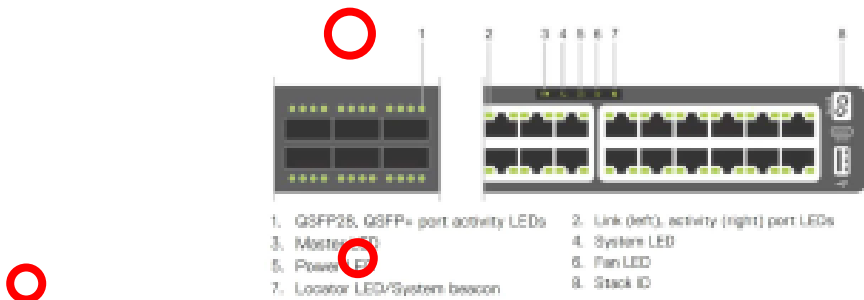 1 2 3 4 5 6 7 8
1. QSFP28, QSFP+ port activity LEDs 2. Link (left), activity (right) port LEDs
3. Master LED 4. System LED
5. Power LED 6. Fan LED
7. Locator LED/System beacon 8. Stack ID